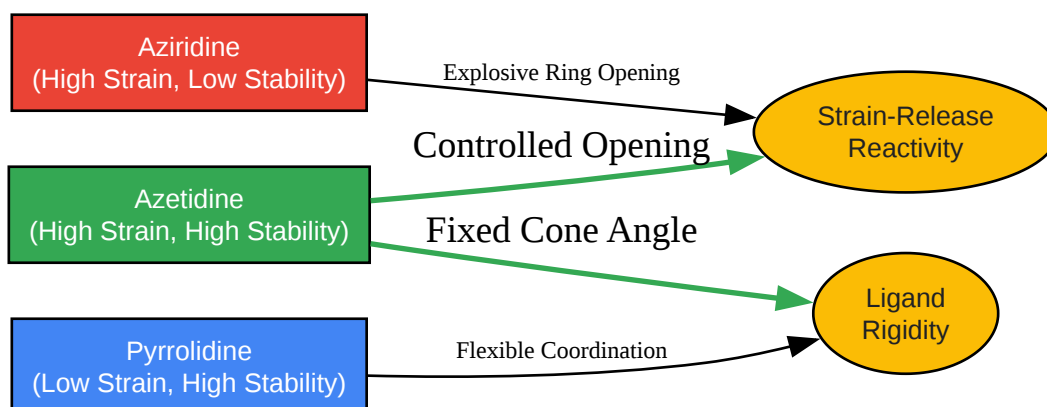 Aziridine
(High Strain, Low Stability)
Explosive Ring Opening
Strain-Release
Reactivity
Controlled Opening
Azetidine
(High Strain, High Stability)
Fixed Cone Angle
Ligand
Rigidity
Pyrrolidine
(Low Strain, High Stability)
Flexible Coordination